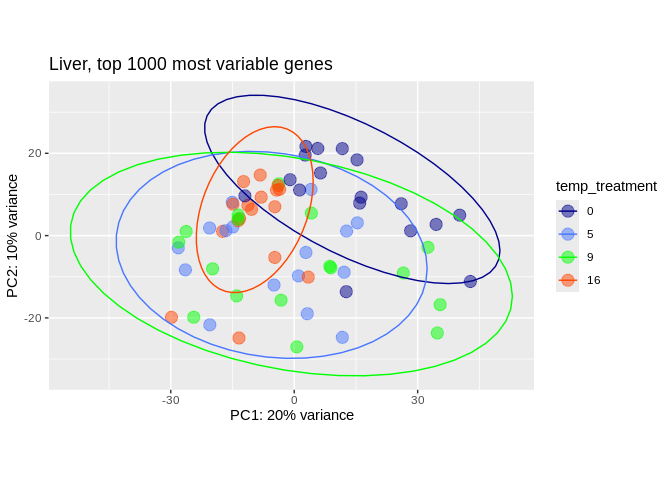 Liver, top 1000 most variable genes
PC2: 10% variance
20
0
-20
-30
0
30
PC1: 20% variance
temp_treatment
0
5
9
16